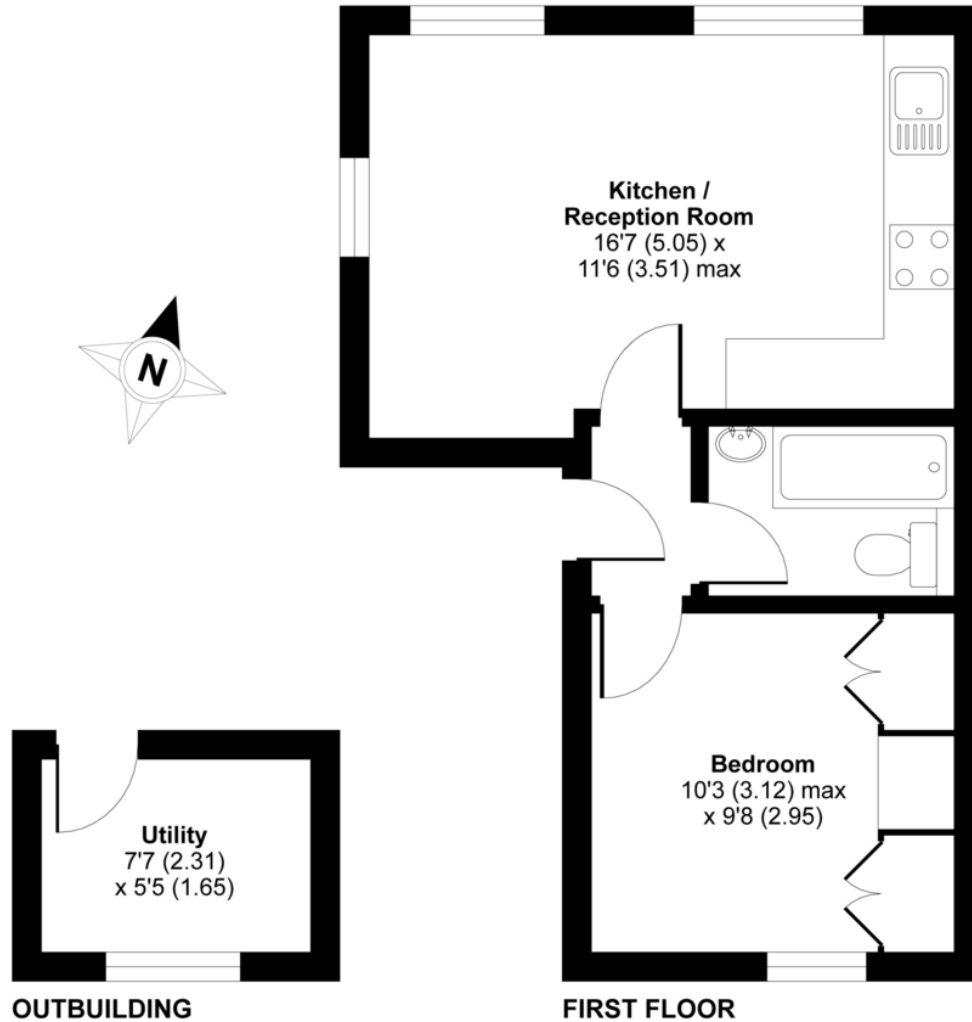 Kitchen /
Reception Room
16'7 (5.05) x
11'6 (3.51) max
N
Bedroom
10'3 (3.12) max
x 9'8 (2.95)
Utility
7'7 (2.31)
x 5'5 (1.65)
OUTBUILDING
FIRST FLOOR